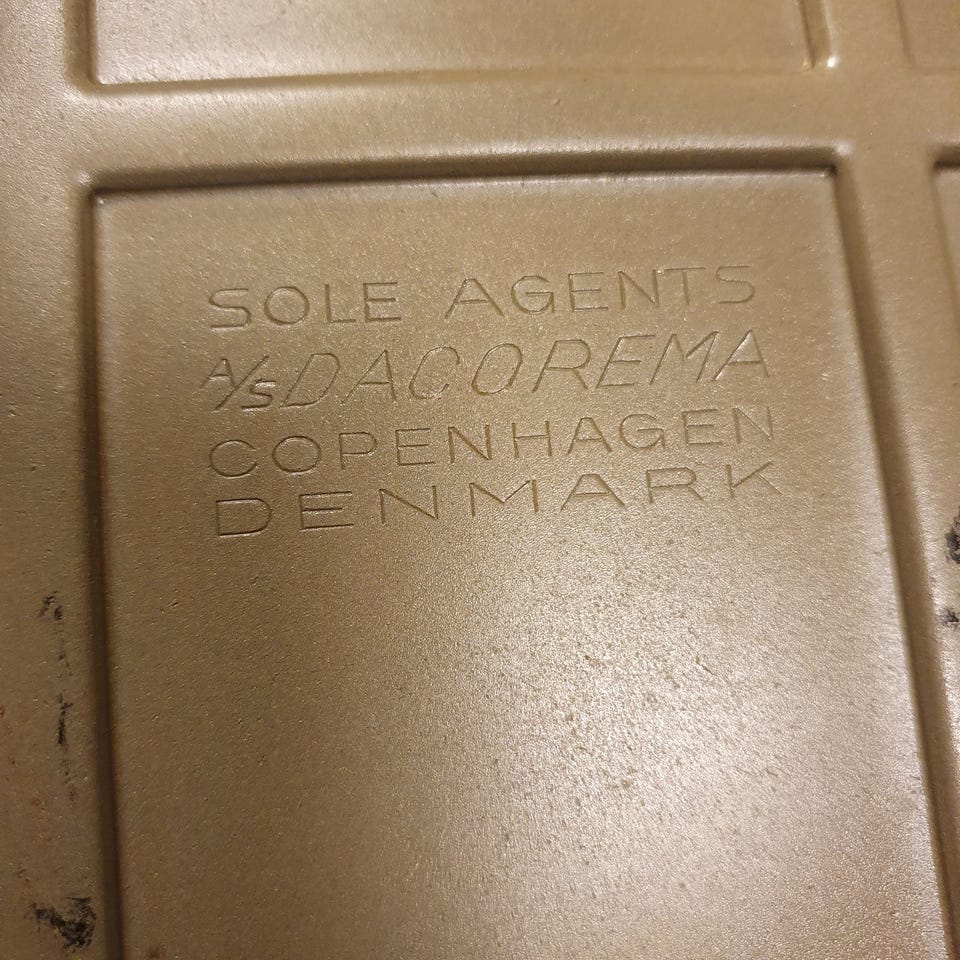 SOLE AGENTS
A/S DACOREMA
COPENHAGEN
DENMARK